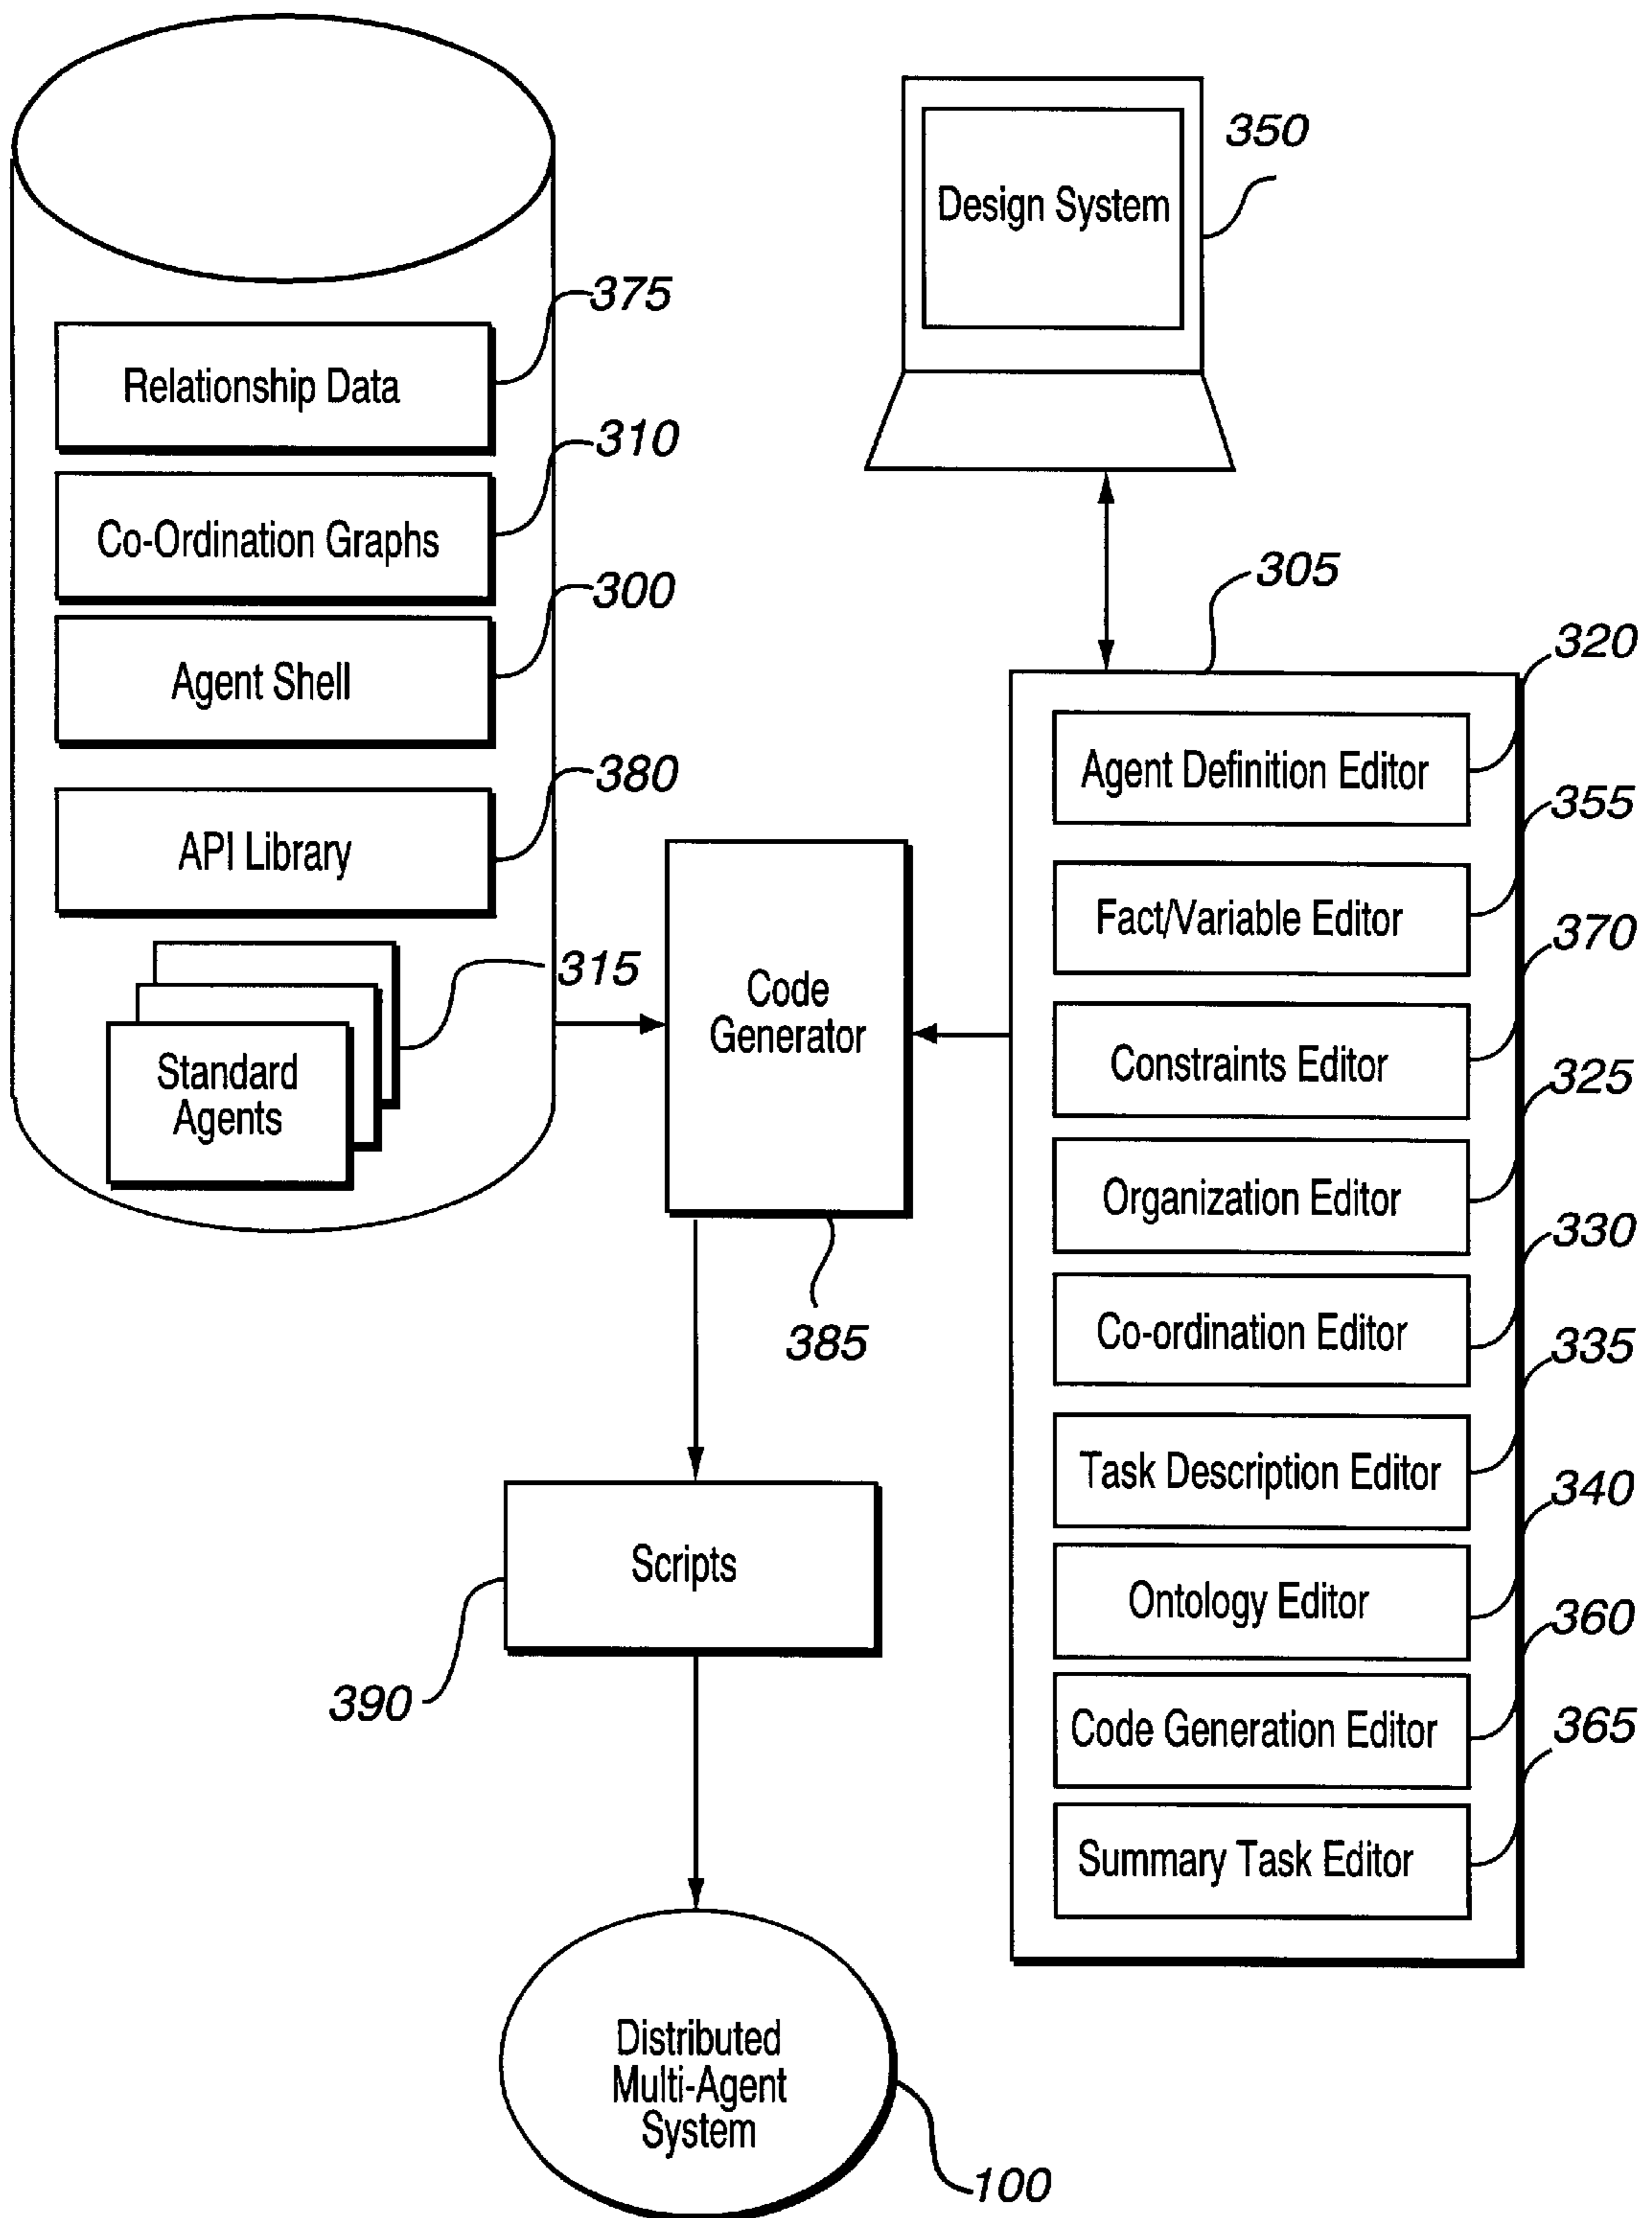 350
Design System
375
Relationship Data
310
Co-Ordination Graphs
300
Agent Shell
380
API Library
315
Standard
Agents
Code
Generator
385
305
320
Agent Definition Editor
355
Fact/Variable Editor
370
Constraints Editor
325
Organization Editor
330
Co-ordination Editor
335
Task Description Editor
340
Ontology Editor
360
Code Generation Editor
365
Summary Task Editor
Scripts
390
Distributed
Multi-Agent
System
100